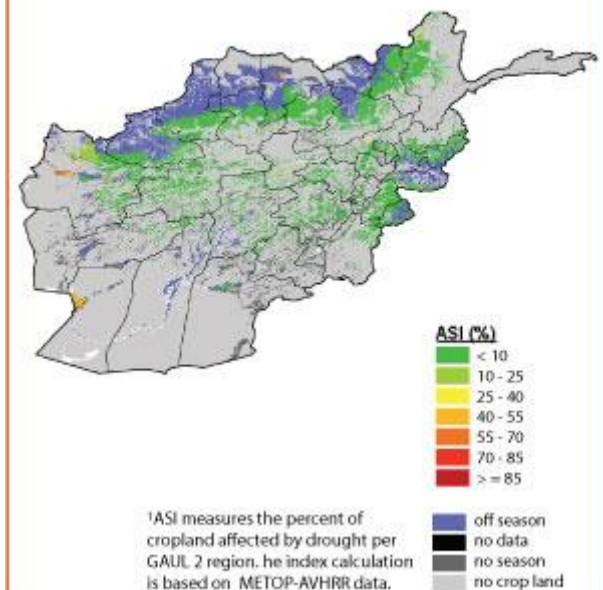 ASI (%)
< 10
10 - 25
25 - 40
40 - 55
55 - 70
70 - 85
> = 85
¹ASI measures the percent of
cropland affected by drought per
GAUL 2 region. he index calculation
is based on METOP-AVHRR data.
off season
no data
no season
no crop land